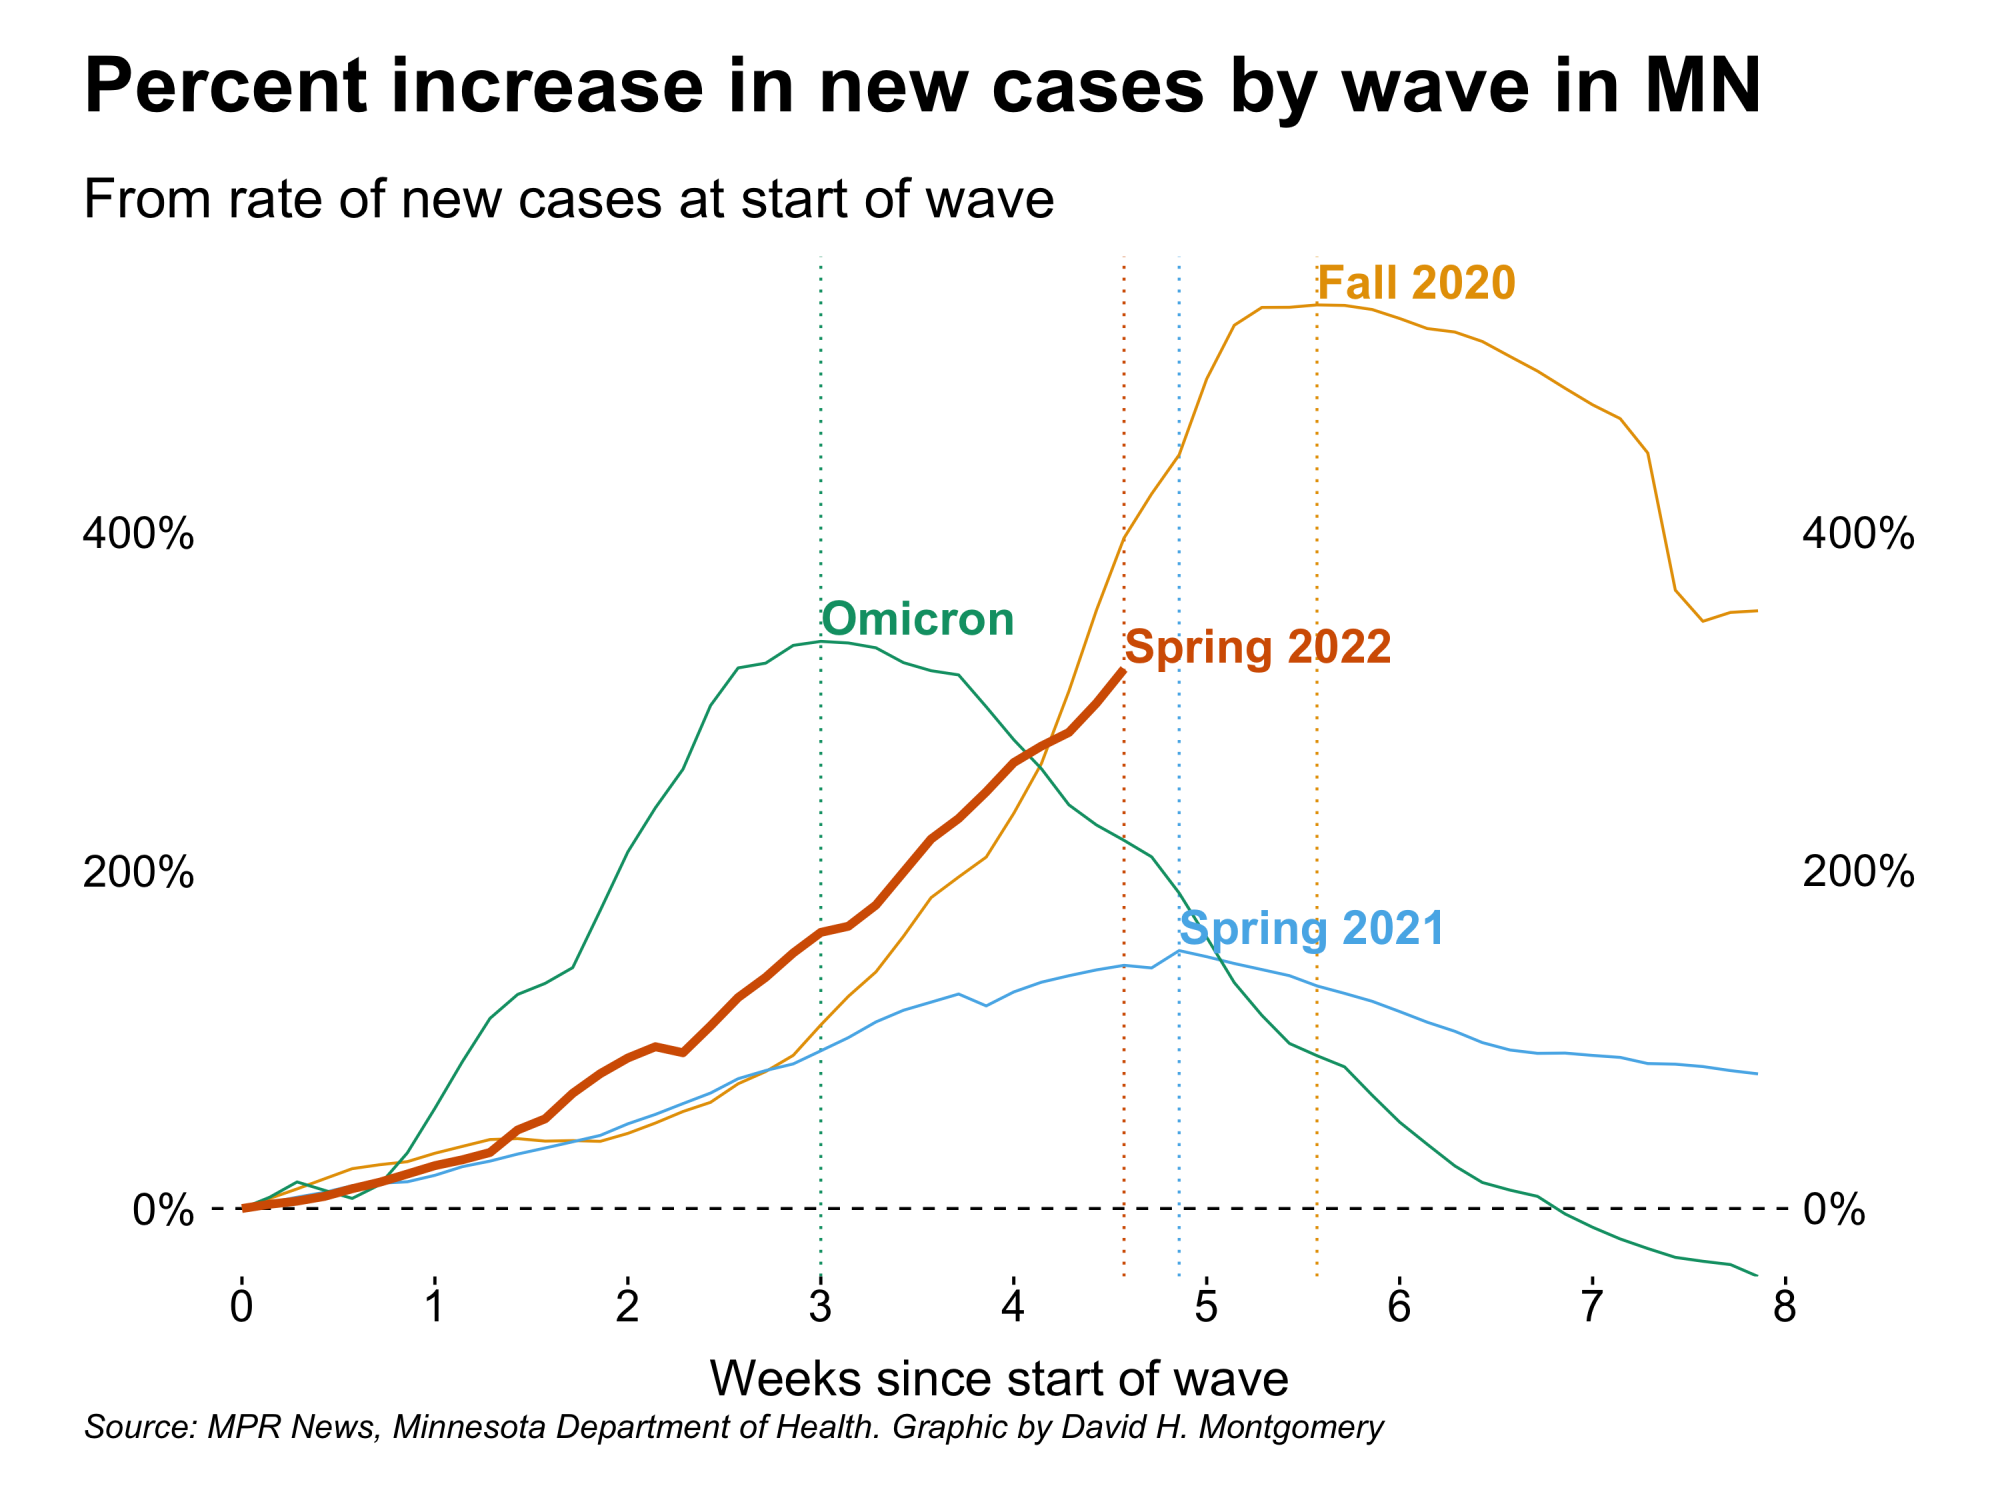 Percent increase in new cases by wave in MN
From rate of new cases at start of wave
Fall 2020
400% 400%
Omicron
Spring 2022
200% 200%
Spring 2021
0% 0%
0 1 2 3 4 5 6 7 8
Weeks since start of wave
Source: MPR News, Minnesota Department of Health. Graphic by David H. Montgomery